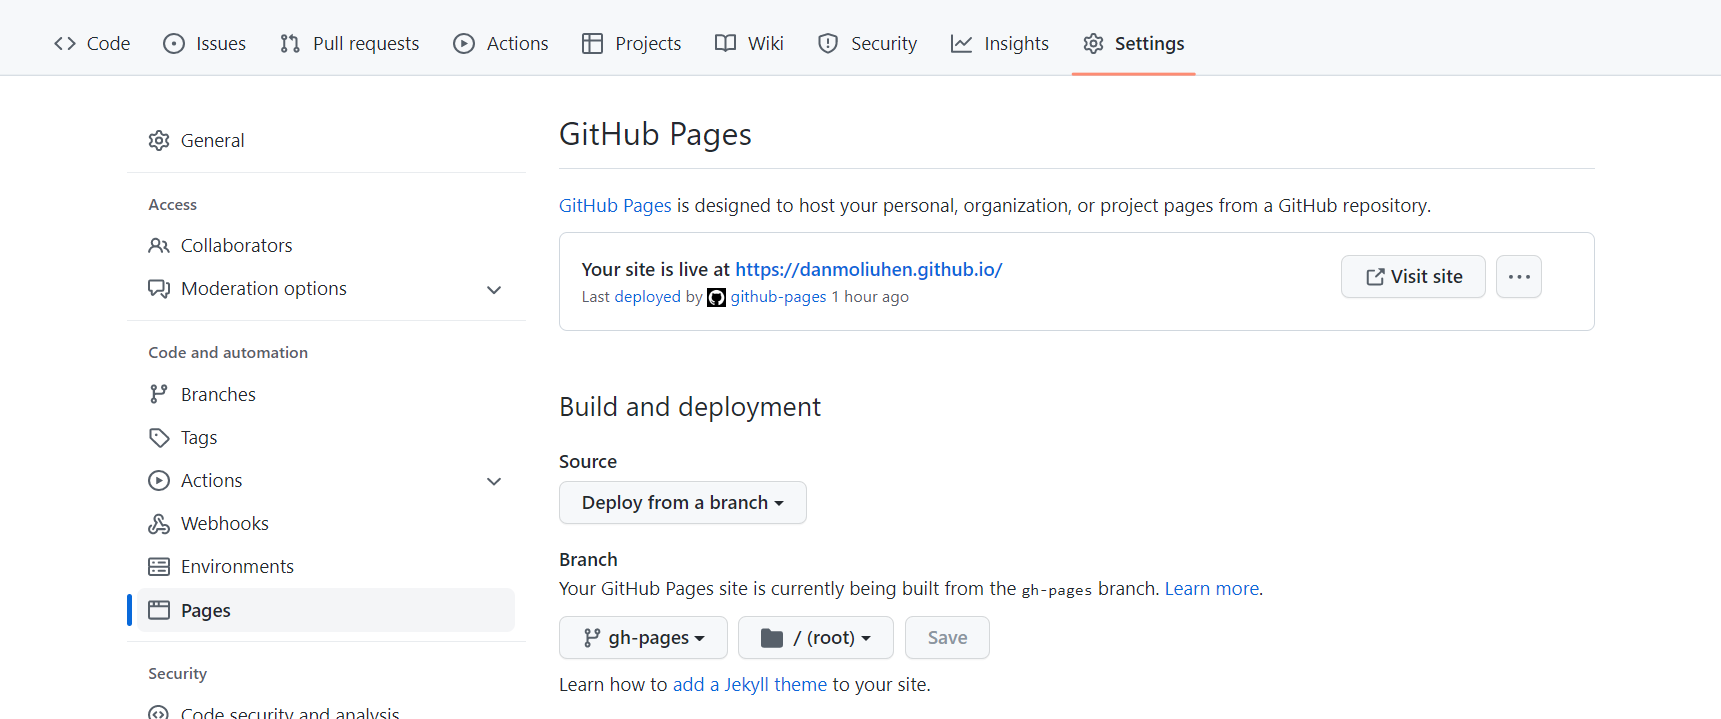 Code Issues Pull requests Actions Projects Wiki Security Insights Settings
General
Access
Collaborators
Moderation options
Code and automation
Branches
Tags
Actions
Webhooks
Environments
Pages
Security
Code security and analysis
GitHub Pages
GitHub Pages is designed to host your personal, organization, or project pages from a GitHub repository.
Your site is live at https://danmoliuhen.github.io/
Last deployed by github-pages 1 hour ago
Visit site
Build and deployment
Source
Deploy from a branch
Branch
Your GitHub Pages site is currently being built from the gh-pages branch. Learn more.
gh-pages / (root) Save
Learn how to add a Jekyll theme to your site.